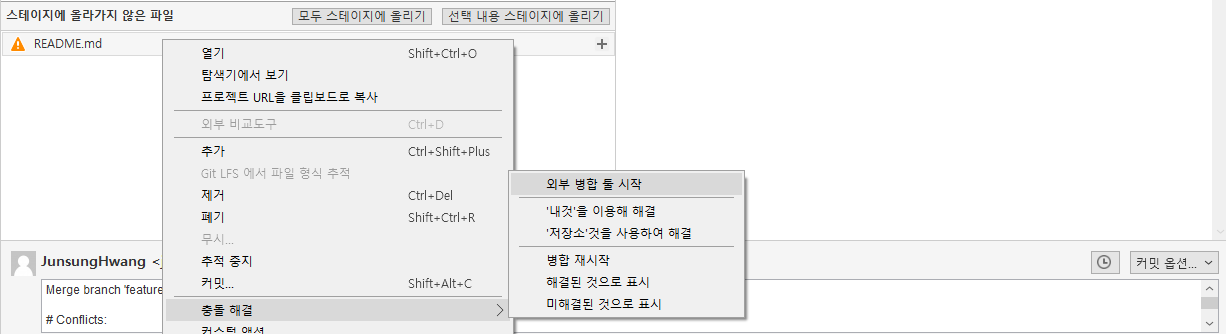 스테이지에 올라가지 않은 파일 모두 스테이지에 올리기 선택 내용 스테이지에 올리기
README.md
열기 Shift+Ctrl+O
탐색기에서 보기
프로젝트 URL을 클립보드로 복사
외부 비교도구 Ctrl+D
추가 Ctrl+Shift+Plus
Git LFS 에서 파일 형식 추적
제거 Ctrl+Del
폐기 Shift+Ctrl+R
무시...
추적 중지
커밋... Shift+Alt+C
충돌 해결
커스텀 액션
외부 병합 툴 시작
'내것'을 이용해 해결
'저장소'것을 사용하여 해결
병합 재시작
해결된 것으로 표시
미해결된 것으로 표시
JunsungHwang <
커밋 옵션...
Merge branch 'feature
# Conflicts: